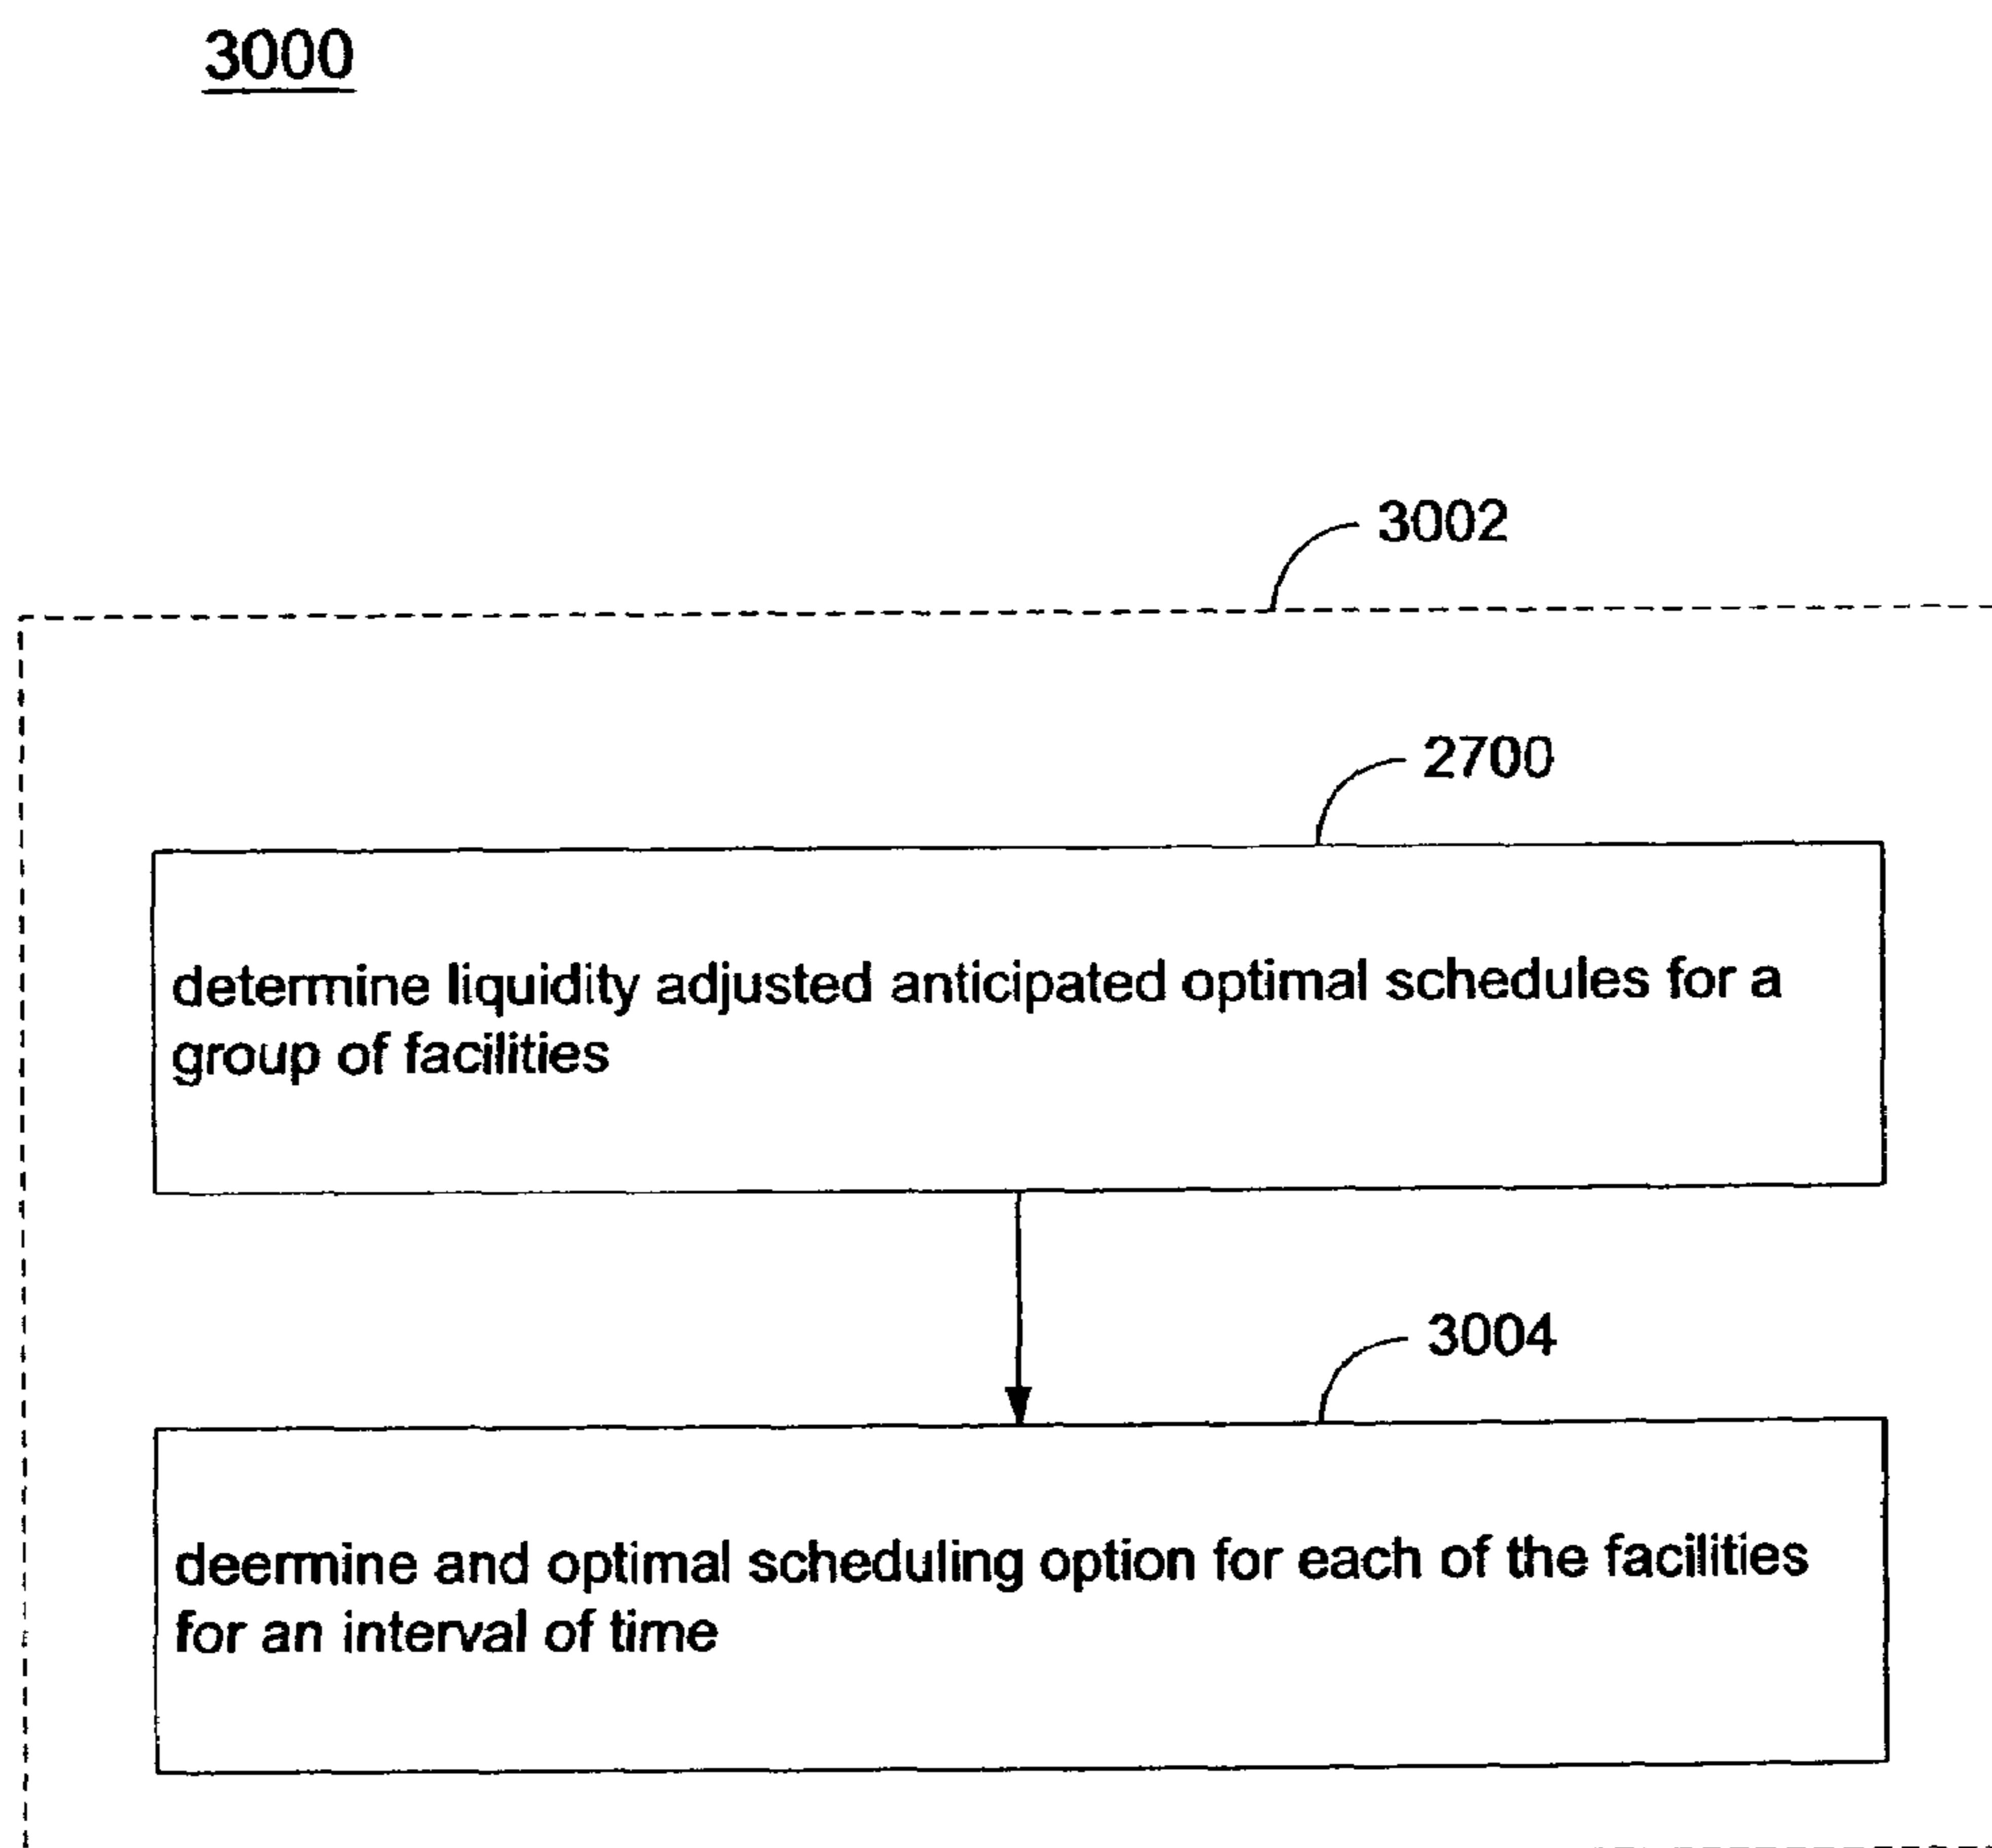 3000
3002
2700
determine liquidity adjusted anticipated optimal schedules for a
group of facilities
3004
deermine and optimal scheduling option for each of the facilities
for an interval of time